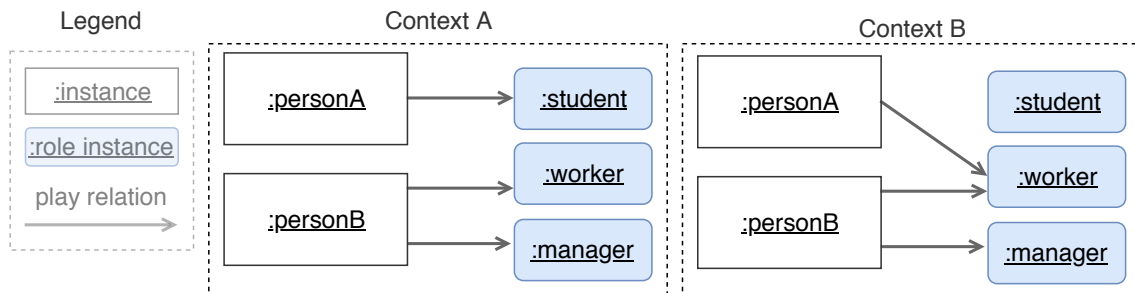 Legend
:instance
:role instance
play relation
Context A
:personA
:student
:personB
:worker
:manager
Context B
:personA
:student
:personB
:worker
:manager